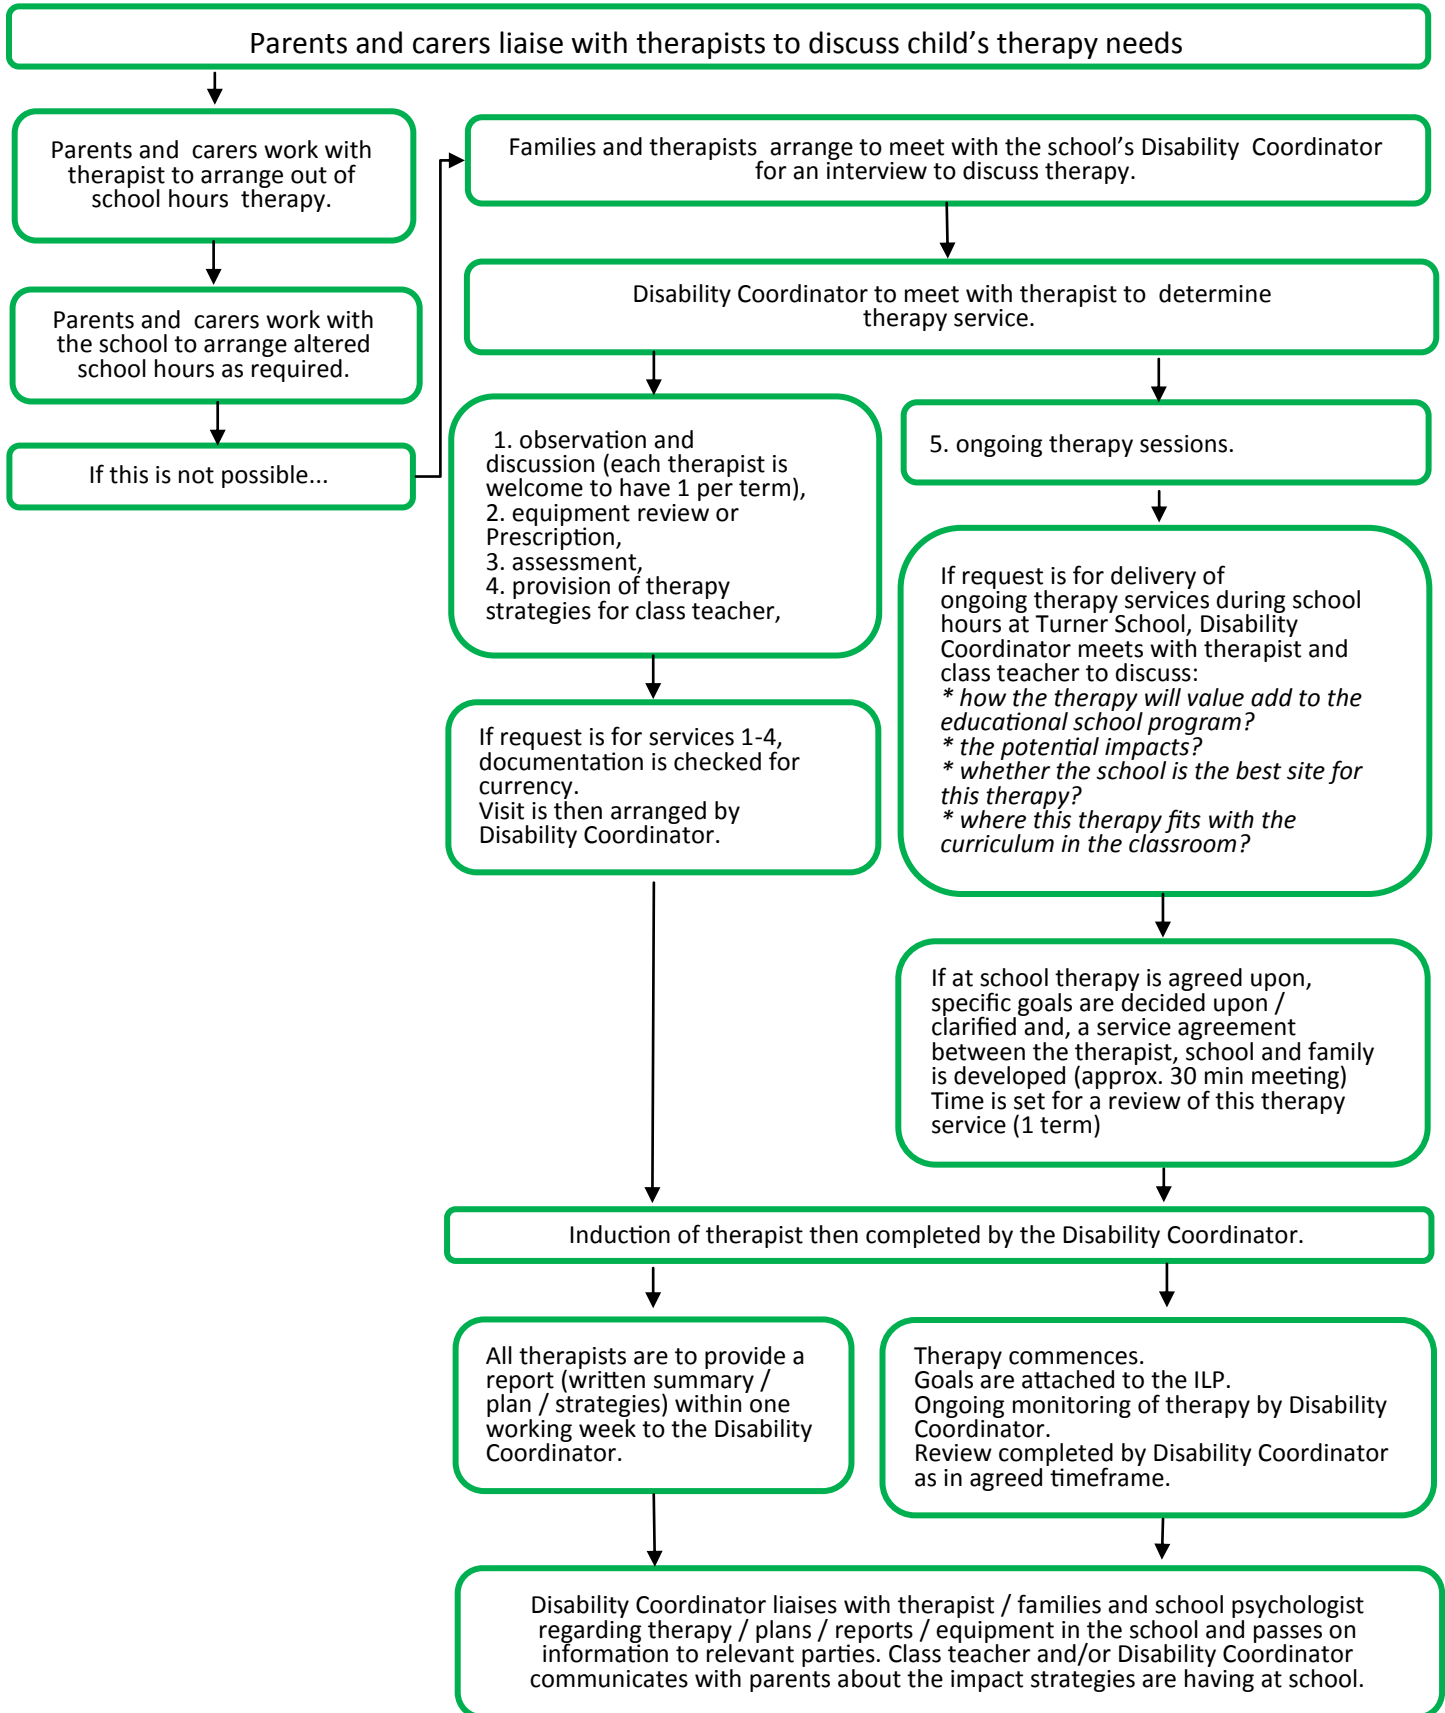 Parents and carers liaise with therapists to discuss child’s therapy needs
Parents and carers work with
therapist to arrange out of
school hours therapy.
Parents and carers work with
the school to arrange altered
school hours as required.
If this is not possible...
Families and therapists arrange to meet with the school’s Disability Coordinator
for an interview to discuss therapy.
Disability Coordinator to meet with therapist to determine
therapy service.
1. observation and
discussion (each therapist is
welcome to have 1 per term),
2. equipment review or
Prescription,
3. assessment,
4. provision of therapy
strategies for class teacher,
If request is for services 1-4,
documentation is checked for
currency.
Visit is then arranged by
Disability Coordinator.
5. ongoing therapy sessions.
If request is for delivery of
ongoing therapy services during school
hours at Turner School, Disability
Coordinator meets with therapist and
class teacher to discuss:
* how the therapy will value add to the
educational school program?
* the potential impacts?
* whether the school is the best site for
this therapy?
* where this therapy fits with the
curriculum in the classroom?
If at school therapy is agreed upon,
specific goals are decided upon /
clarified and, a service agreement
between the therapist, school and family
is developed (approx. 30 min meeting)
Time is set for a review of this therapy
service (1 term)
Induction of therapist then completed by the Disability Coordinator.
All therapists are to provide a
report (written summary /
plan / strategies) within one
working week to the Disability
Coordinator.
Therapy commences.
Goals are attached to the ILP.
Ongoing monitoring of therapy by Disability
Coordinator.
Review completed by Disability Coordinator
as in agreed timeframe.
Disability Coordinator liaises with therapist / families and school psychologist
regarding therapy / plans / reports / equipment in the school and passes on
information to relevant parties. Class teacher and/or Disability Coordinator
communicates with parents about the impact strategies are having at school.